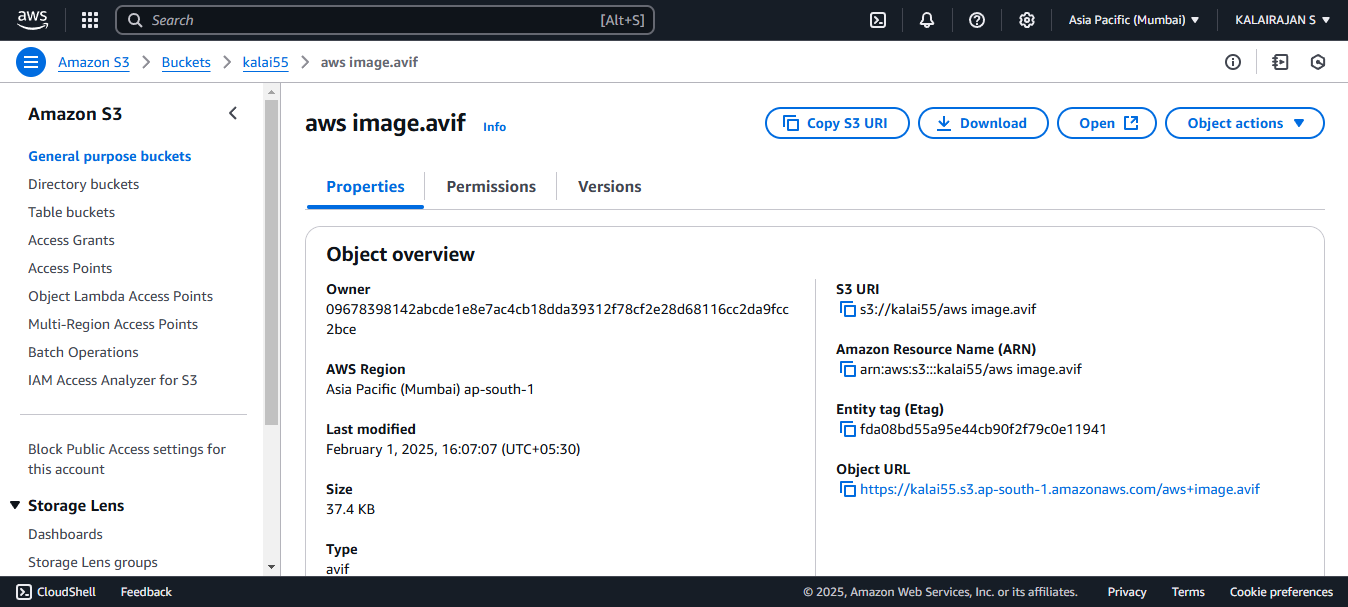 aws
Search [Alt+S]
Asia Pacific (Mumbai)
KALAIRAJAN S
Amazon S3 > Buckets > kalai55 > aws image.avif
Amazon S3
General purpose buckets
Directory buckets
Table buckets
Access Grants
Access Points
Object Lambda Access Points
Multi-Region Access Points
Batch Operations
IAM Access Analyzer for S3
Block Public Access settings for
this account
Storage Lens
Dashboards
Storage Lens groups
aws image.avif Info
Copy S3 URI
Download
Open
Object actions
Properties
Permissions
Versions
Object overview
Owner
09678398142abcde1e8e7ac4cb18dda39312f78cf2e28d68116cc2da9fcc
2bce
AWS Region
Asia Pacific (Mumbai) ap-south-1
Last modified
February 1, 2025, 16:07:07 (UTC+05:30)
Size
37.4 KB
Type
avif
S3 URI
s3://kalai55/aws image.avif
Amazon Resource Name (ARN)
arn:aws:s3:::kalai55/aws image.avif
Entity tag (Etag)
fda08bd55a95e44cb90f2f79c0e11941
Object URL
https://kalai55.s3.ap-south-1.amazonaws.com/aws+image.avif
CloudShell
Feedback
© 2025, Amazon Web Services, Inc. or its affiliates.
Privacy
Terms
Cookie preferences